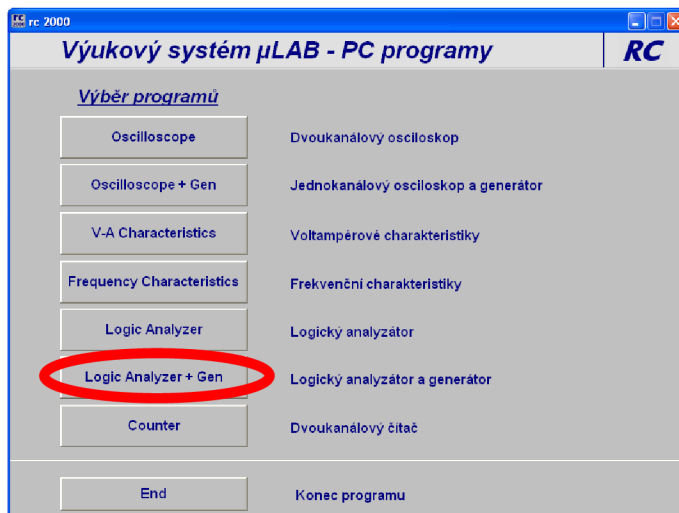 rc 2000
Výukový systém µLAB - PC programy RC
Výběr programů
Oscilloscope Dvoukanálový osciloskop
Oscilloscope + Gen Jednokanálový osciloskop a generátor
V-A Characteristics Voltampérové charakteristiky
Frequency Characteristics Frekvenční charakteristiky
Logic Analyzer Logický analyzátor
Logic Analyzer + Gen Logický analyzátor a generátor
Counter Dvoukanálový čítač
End Konec programu